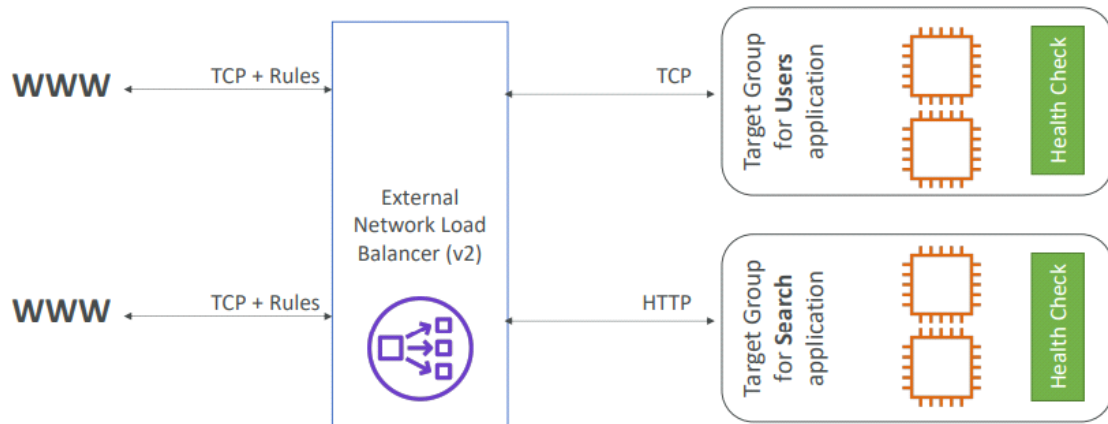 WWW
TCP + Rules
TCP
Target Group
for Users
application
Health Check
External
Network Load
Balancer (v2)
WWW
TCP + Rules
HTTP
Target Group
for Search
application
Health Check